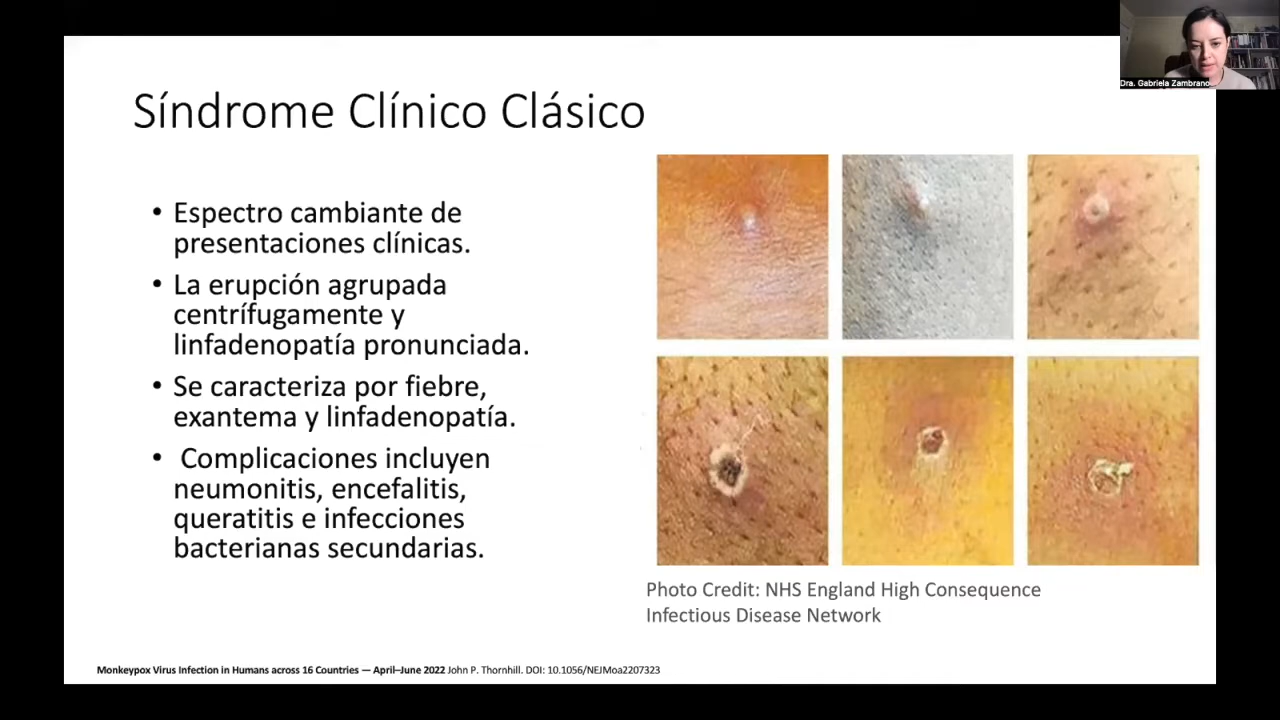 Dra. Gabriela Zambrano
Síndrome Clínico Clásico
• Espectro cambiante de
presentaciones clínicas.
• La erupción agrupada
centrífugamente y
linfadenopatía pronunciada.
• Se caracteriza por fiebre,
exantema y linfadenopatía.
• Complicaciones incluyen
neumonitis, encefalitis,
queratitis e infecciones
bacterianas secundarias.
Photo Credit: NHS England High Consequence
Infectious Disease Network
Monkeypox Virus Infection in Humans across 16 Countries — April–June 2022 John P. Thornhill. DOI: 10.1056/NEJMoa2207323